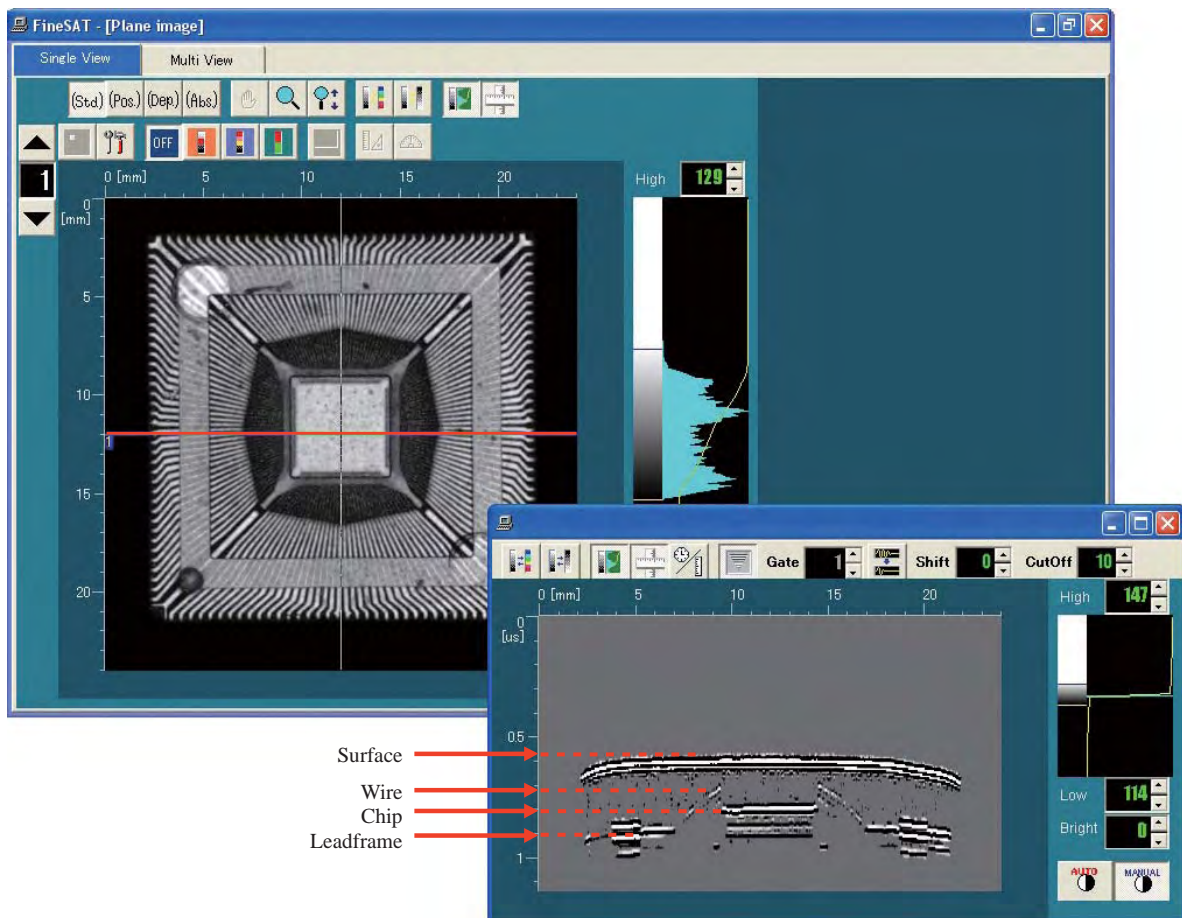 FineSAT - [Plane image]
Single View
Multi View
(Std.) (Pos.) (Dep.) (Abs.)
OFF
1
0 [mm] 5 10 15 20
0
[mm]
5
10
15
20
1
High 129
Gate 1 Shift 0 CutOff 10
0 [mm] 5 10 15 20
0
[us]
0.5
1
High 147
Low 114
Bright 0
AUTO MANUAL
Surface
Wire
Chip
Leadframe